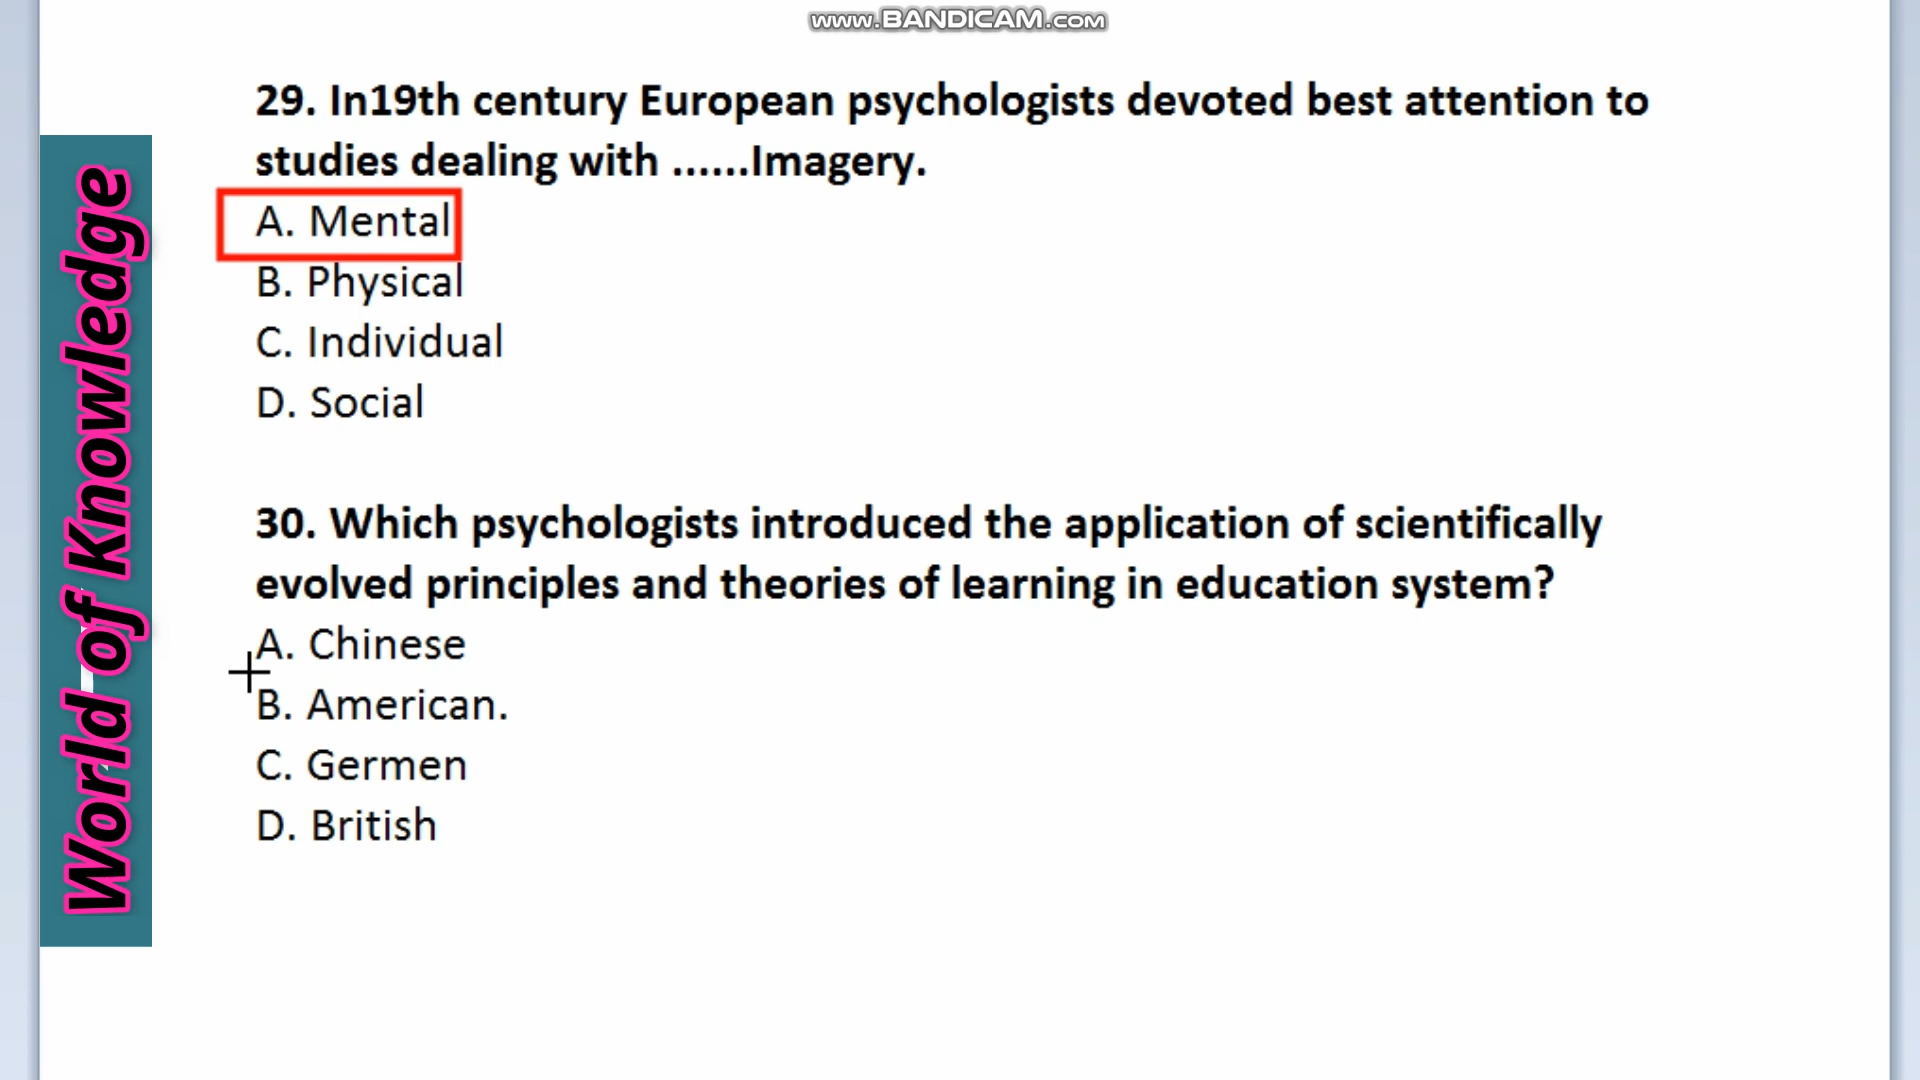 www.BANDICAM.com
29. In19th century European psychologists devoted best attention to
studies dealing with ......Imagery.
A. Mental
B. Physical
C. Individual
D. Social
30. Which psychologists introduced the application of scientifically
evolved principles and theories of learning in education system?
A. Chinese
B. American.
C. Germen
D. British
World of Knowledge